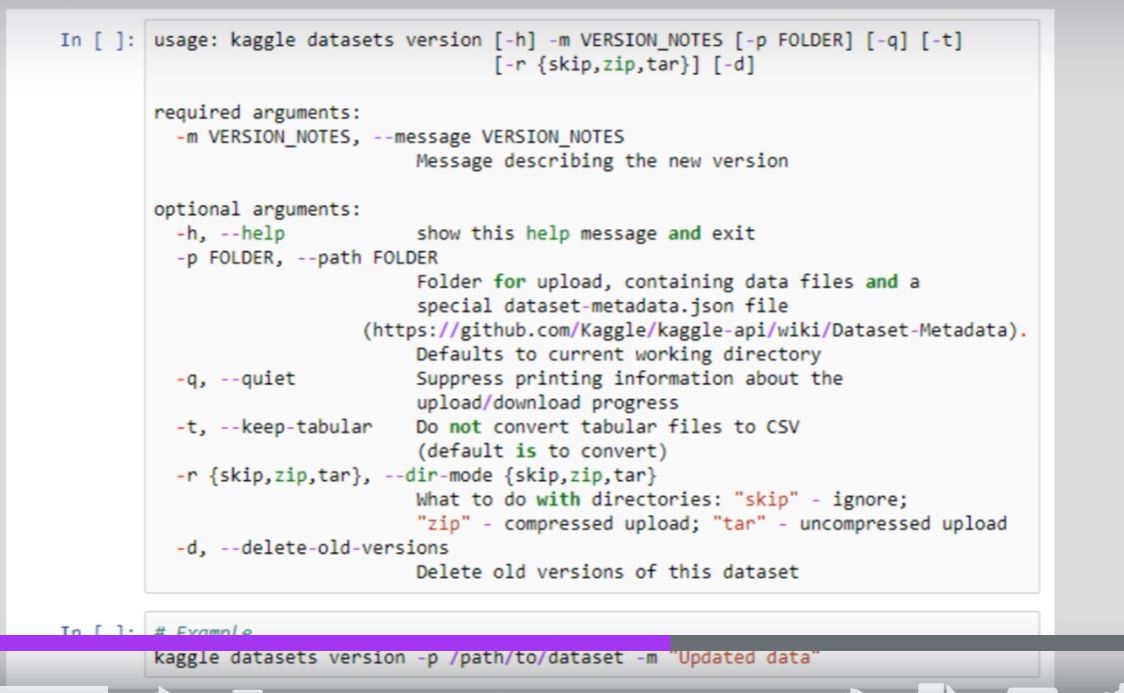 In [ ]: usage: kaggle datasets version [-h] -m VERSION_NOTES [-p FOLDER] [-q] [-t]
[-r {skip,zip,tar}] [-d]
required arguments:
-m VERSION_NOTES, --message VERSION_NOTES
Message describing the new version
optional arguments:
-h, --help show this help message and exit
-p FOLDER, --path FOLDER
Folder for upload, containing data files and a
special dataset-metadata.json file
(https://github.com/Kaggle/kaggle-api/wiki/Dataset-Metadata).
Defaults to current working directory
-q, --quiet Suppress printing information about the
upload/download progress
-t, --keep-tabular Do not convert tabular files to CSV
(default is to convert)
-r {skip,zip,tar}, --dir-mode {skip,zip,tar}
What to do with directories: "skip" - ignore;
"zip" - compressed upload; "tar" - uncompressed upload
-d, --delete-old-versions
Delete old versions of this dataset
In [ ]: # Example
kaggle datasets version -p /path/to/dataset -m "Updated data"